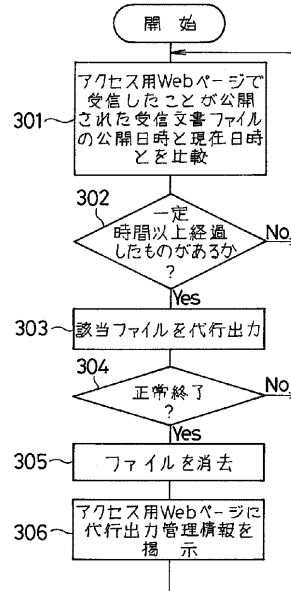 開始
301
アクセス用Webページで
受信したことが公開
された受信文書ファイル
の公開日時と現在日時
とを比較
302
一定
時間以上経過
したものがあるか
?
No
Yes
303
該当ファイルを代行出力
304
正常終了
?
No
Yes
305
ファイルを消去
306
アクセス用Webページに
代行出力管理情報を
掲示